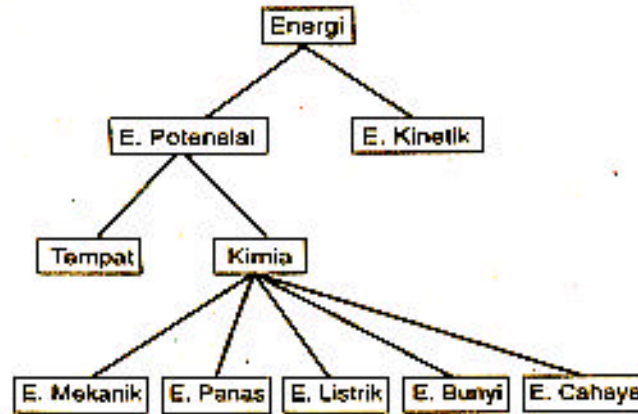 Energi
E. Potensial
E. Kinetik
Tempat
Kimia
E. Mekanik
E. Panas
E. Listrik
E. Bunyi
E. Cahaya